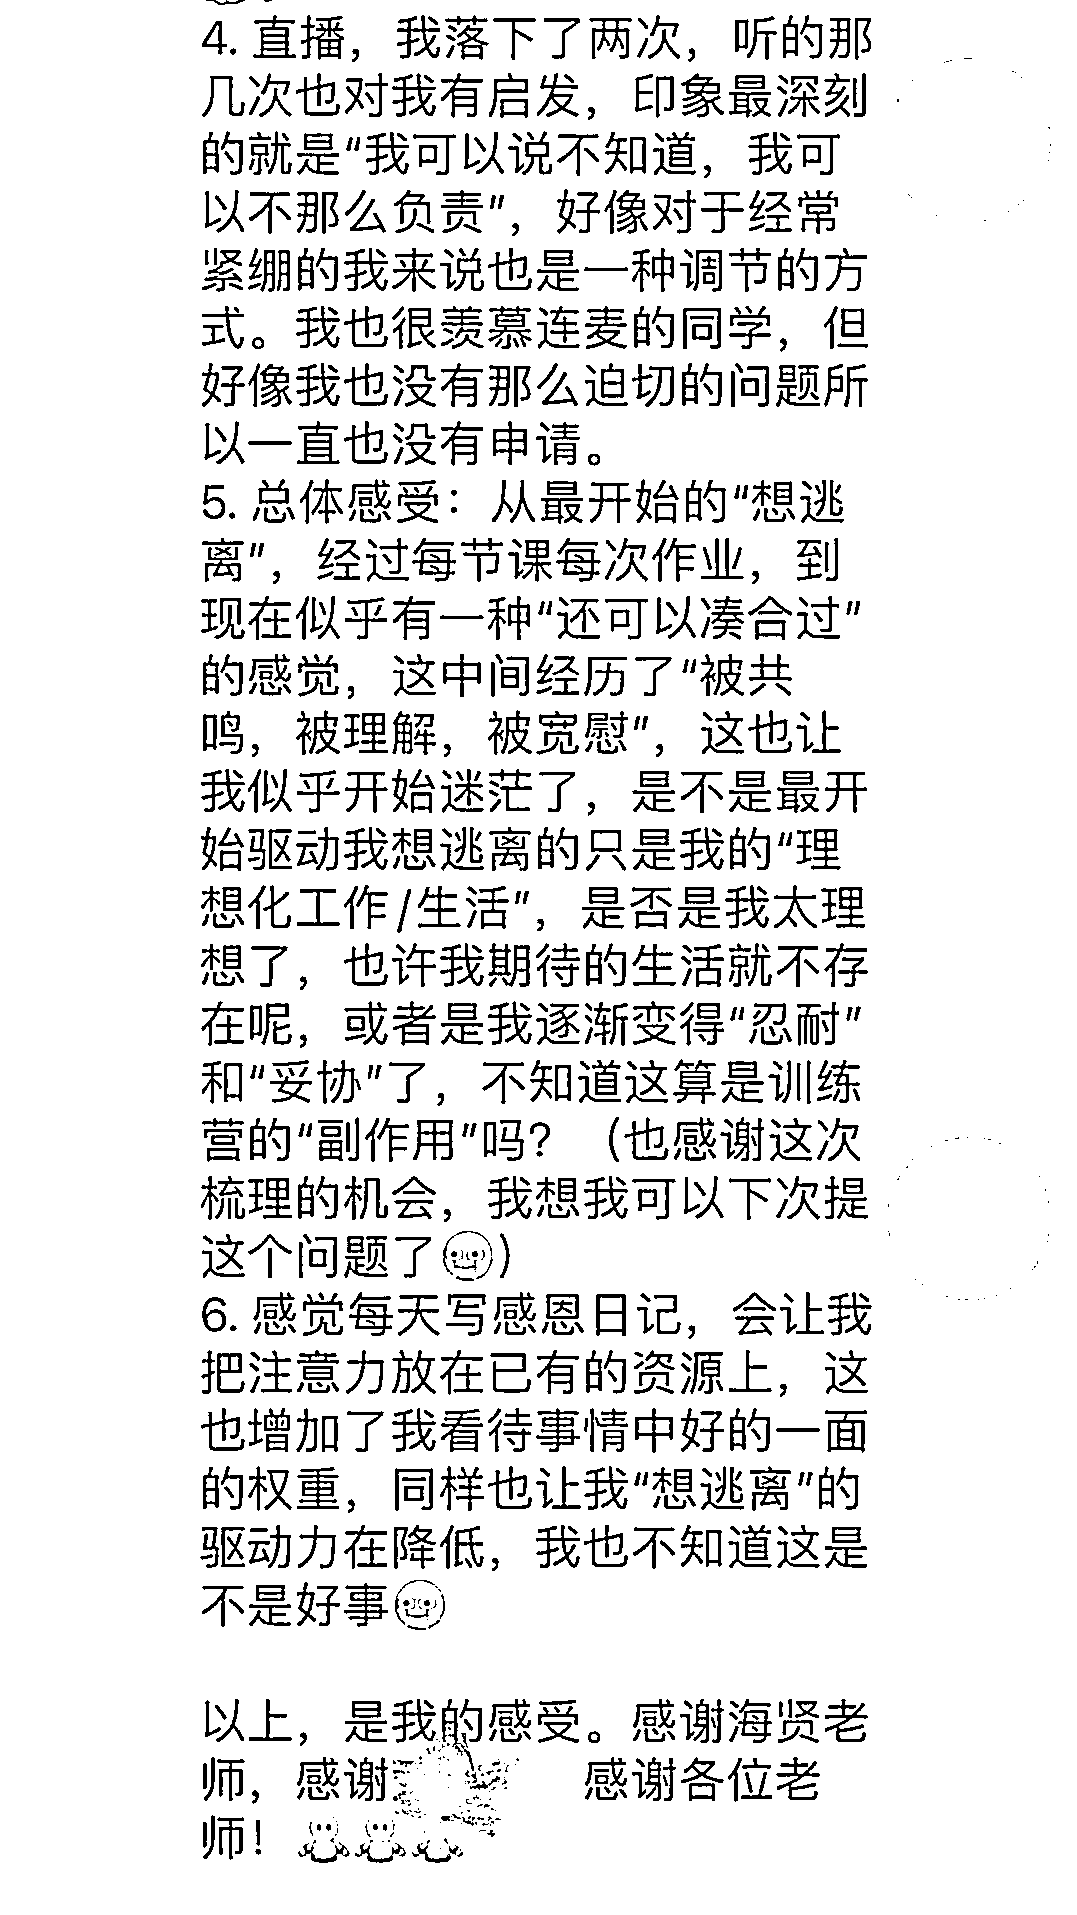 4. 直播，我落下了两次，听的那
几次也对我有启发，印象最深刻
的就是“我可以说不知道，我可
以不那么负责”，好像对于经常
紧绷的我来说也是一种调节的方
式。我也很羡慕连麦的同学，但
好像我也没有那么迫切的问题所
以一直也没有申请。
5. 总体感受：从最开始的“想逃
离”，经过每节课每次作业，到
现在似乎有一种“还可以凑合过”
的感觉，这中间经历了“被共
鸣，被理解，被宽慰”，这也让
我似乎开始迷茫了，是不是最开
始驱动我想逃离的只是我的“理
想化工作/生活”，是否是我太理
想了，也许我期待的生活就不存
在呢，或者是我逐渐变得“忍耐”
和“妥协”了，不知道这算是训练
营的“副作用”吗？（也感谢这次
梳理的机会，我想我可以下次提
这个问题了）
6. 感觉每天写感恩日记，会让我
把注意力放在已有的资源上，这
也增加了我看待事情中好的一面
的权重，同样也让我“想逃离”的
驱动力在降低，我也不知道这是
不是好事
以上，是我的感受。感谢海贤老
师，感谢 感谢各位老
师！